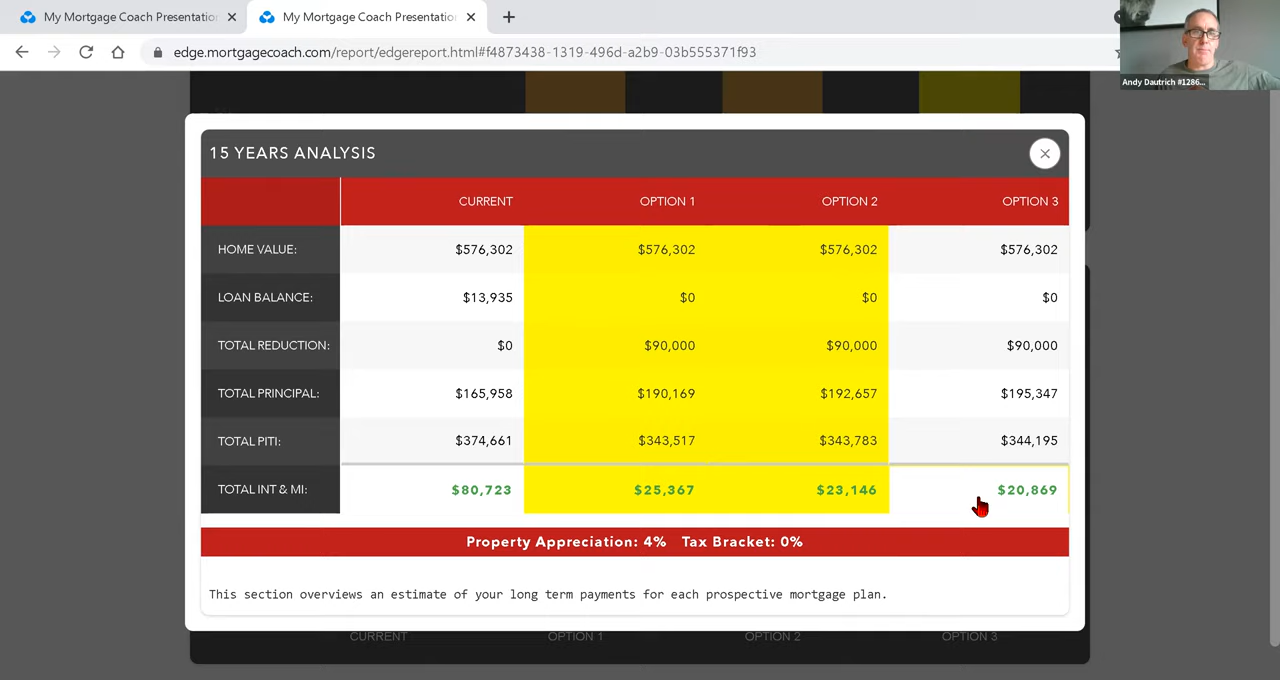 My Mortgage Coach Presentation
My Mortgage Coach Presentation
edge.mortgagecoach.com/report/edgereport.html#f4873438-1319-496d-a2b9-03b555371f93
Andy Dautrich #1286...
15 YEARS ANALYSIS
CURRENT OPTION 1 OPTION 2 OPTION 3
HOME VALUE: $576,302 $576,302 $576,302 $576,302
LOAN BALANCE: $13,935 $0 $0 $0
TOTAL REDUCTION: $0 $90,000 $90,000 $90,000
TOTAL PRINCIPAL: $165,958 $190,169 $192,657 $195,347
TOTAL PITI: $374,661 $343,517 $343,783 $344,195
TOTAL INT & MI: $80,723 $25,367 $23,146 $20,869
Property Appreciation: 4% Tax Bracket: 0%
This section overviews an estimate of your long term payments for each prospective mortgage plan.
CURRENT OPTION 1 OPTION 2 OPTION 3